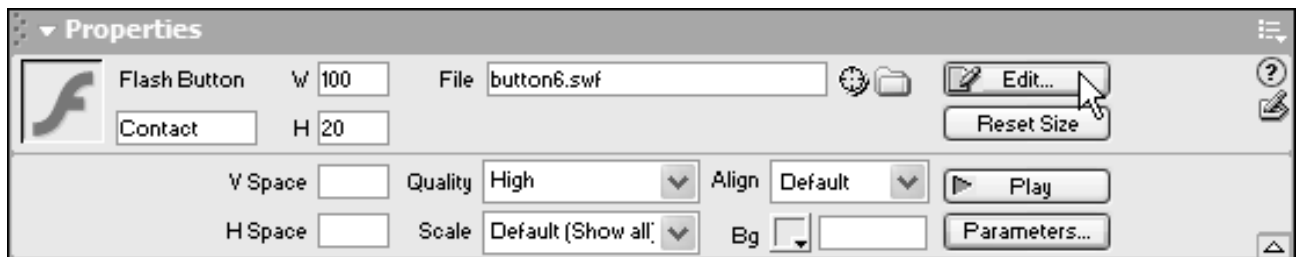 Properties
Flash Button W 100 File button6.swf Edit...
Contact H 20 Reset Size
V Space Quality High Align Default Play
H Space Scale Default (Show all) Bg Parameters...